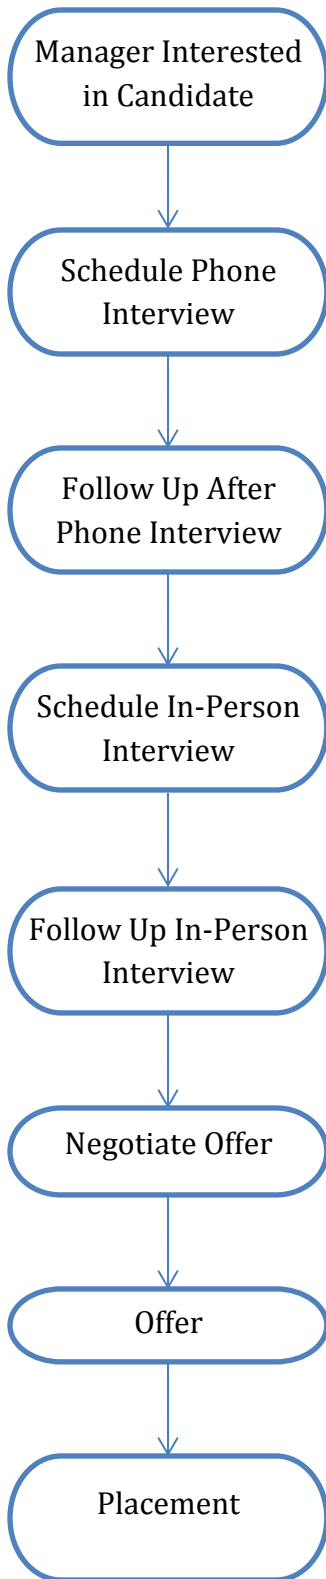 Manager Interested
in Candidate
Schedule Phone
Interview
Follow Up After
Phone Interview
Schedule In-Person
Interview
Follow Up In-Person
Interview
Negotiate Offer
Offer
Placement